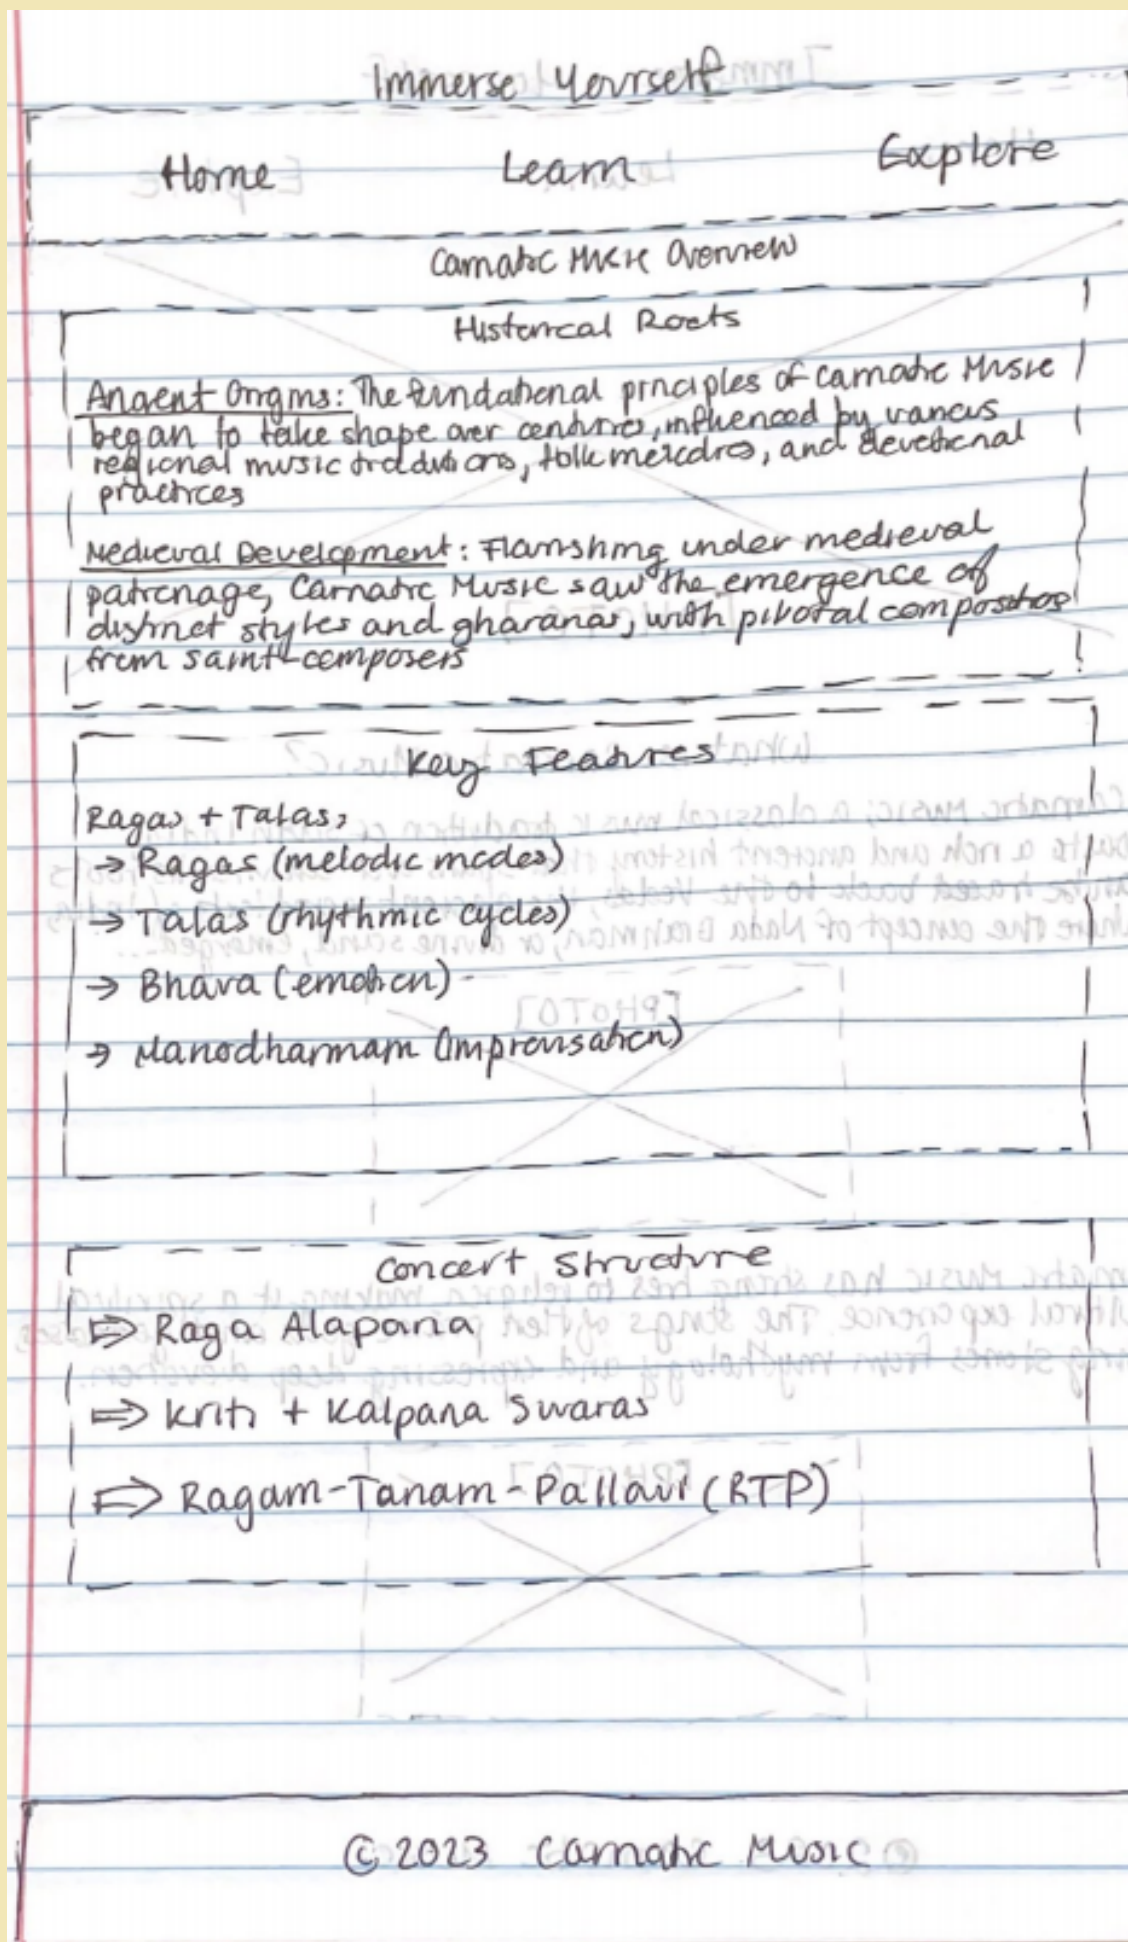 Immerse Yourself
Home Learn Explore
Carnatic Music Overview
Historical Roots
Ancient Origins: The fundational principles of Carnatic Music
began to take shape over centuries, influenced by various
regional music traditions, folk melodies, and devotional
practices
Medieval Development: Flourishing under medieval
patronage, Carnatic Music saw the emergence of
distinct styles and gharanas, with pivotal compositions
from saint-composers
Key Features
Ragas + Talas:
→ Ragas (melodic modes)
→ Talas (rhythmic cycles)
→ Bhava (emotion)
→ Manodharmam (improvisation)
Concert Structure
⇒ Raga Alapana
⇒ Kriti + Kalpana Swaras
⇒ Ragam-Tanam-Pallavi (RTP)
© 2023 Carnatic Music